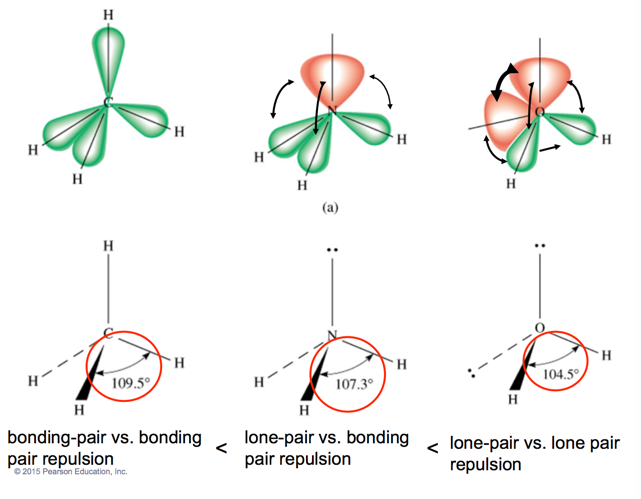 H
C
H
H
H
N
H
H
H
O
H
H
(a)
H
C
H
H
H
109.5°
..
N
H
H
H
107.3°
..
O
..
H
H
104.5°
bonding-pair vs. bonding
pair repulsion
<
lone-pair vs. bonding
pair repulsion
<
lone-pair vs. lone pair
repulsion
© 2015 Pearson Education, Inc.